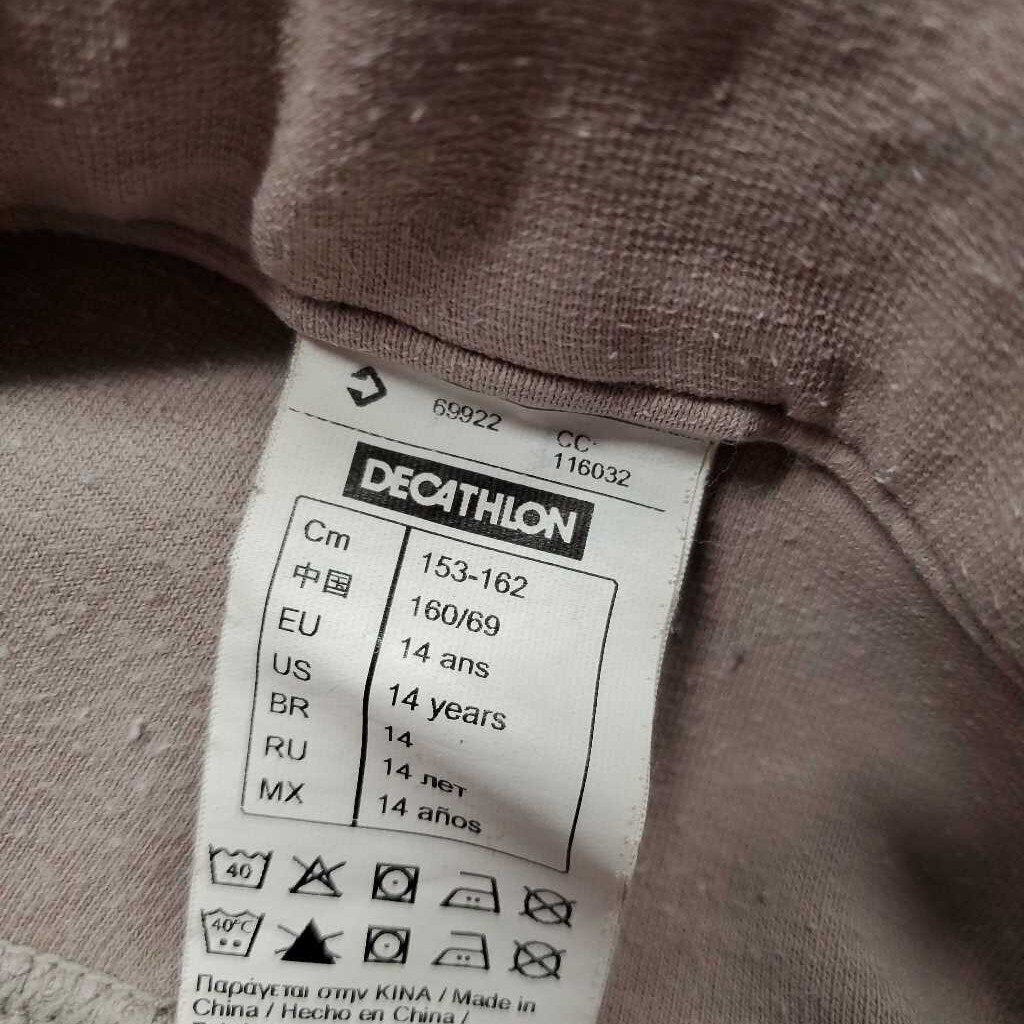 69922
CC:
116032
DECATHLON
Cm 153-162
中国 160/69
EU 14 ans
US 14 years
BR 14
RU 14 лет
MX 14 años
40
40°C
Παράγεται στην ΚΙΝΑ / Made in
China / Hecho en China /